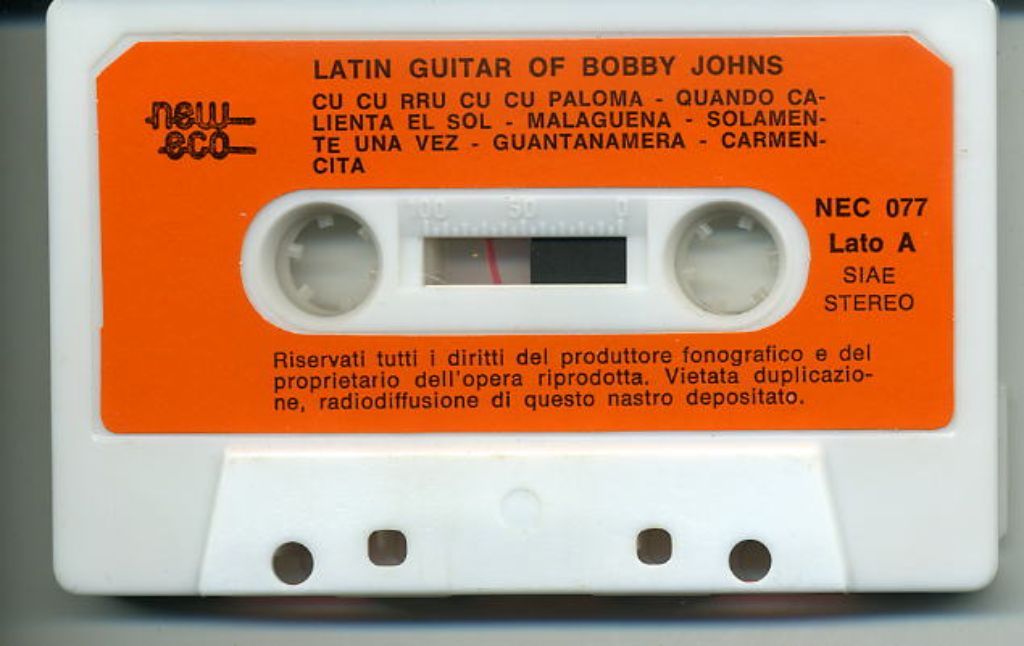 LATIN GUITAR OF BOBBY JOHNS
new
eco
CU CU RRU CU CU PALOMA - QUANDO CA-
LIENTA EL SOL - MALAGUENA - SOLAMEN-
TE UNA VEZ - GUANTANAMERA - CARMEN-
CITA
100 50 0
NEC 077
Lato A
SIAE
STEREO
Riservati tutti i diritti del produttore fonografico e del
proprietario dell'opera riprodotta. Vietata duplicazio-
ne, radiodiffusione di questo nastro depositato.